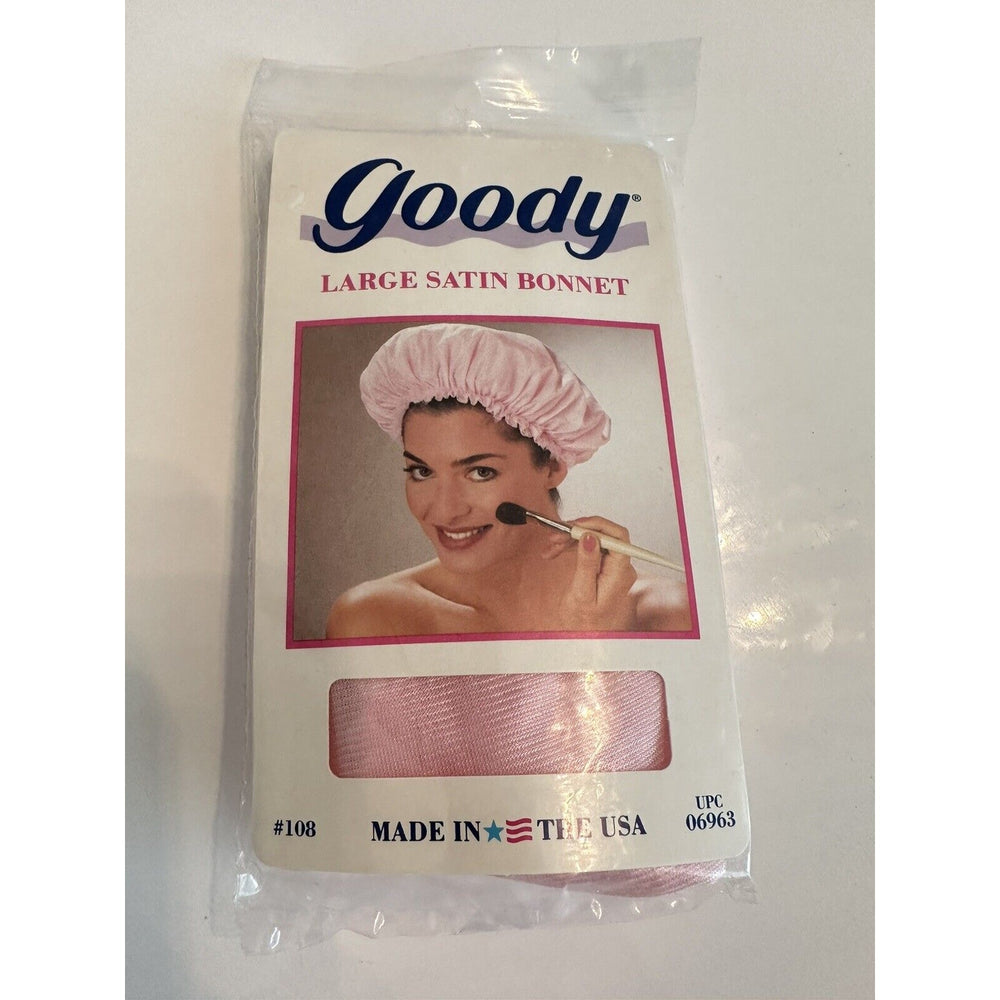 goody®
LARGE SATIN BONNET
#108
MADE IN THE USA
UPC
06963